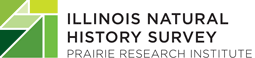 ILLINOIS NATURAL
HISTORY SURVEY
PRAIRIE RESEARCH INSTITUTE